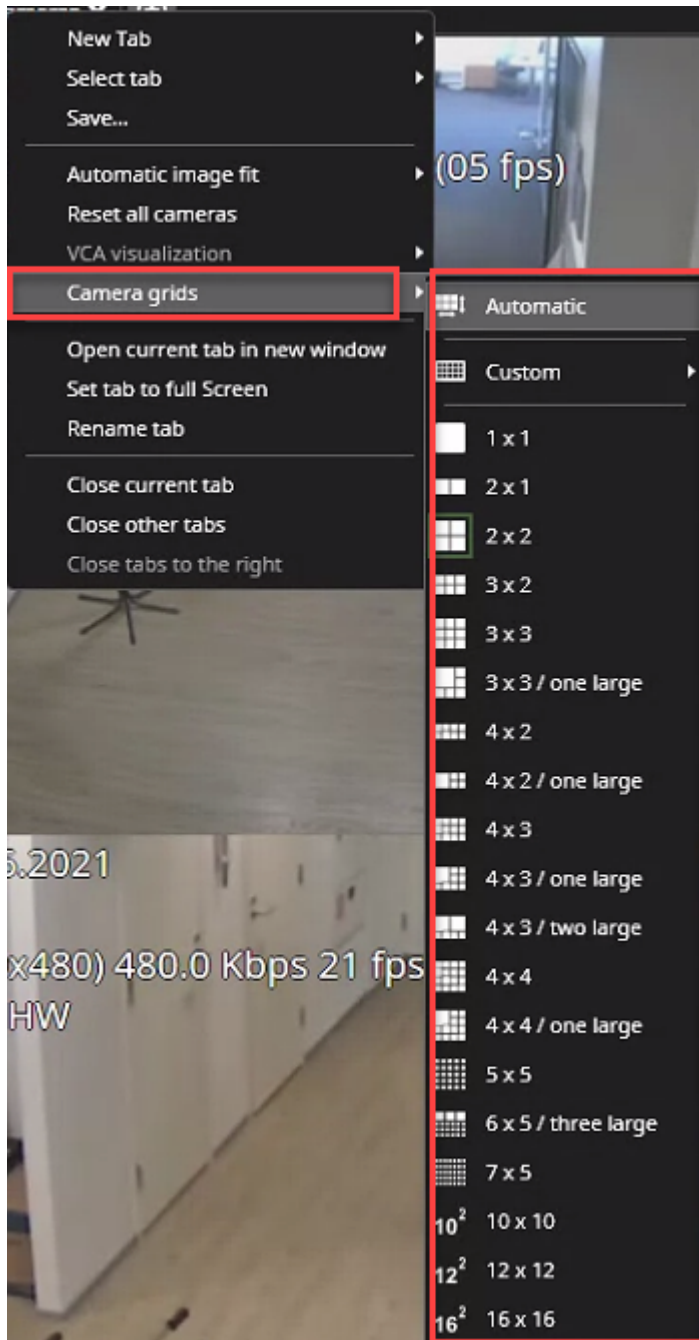 New Tab
Select tab
Save...
Automatic image fit
Reset all cameras
VCA visualization
Camera grids
Open current tab in new window
Set tab to full Screen
Rename tab
Close current tab
Close other tabs
Close tabs to the right
(05 fps)
Automatic
Custom
1 x 1
2 x 1
2 x 2
3 x 2
3 x 3
3 x 3 / one large
4 x 2
4 x 2 / one large
4 x 3
4 x 3 / one large
4 x 3 / two large
4 x 4
4 x 4 / one large
5 x 5
6 x 5 / three large
7 x 5
10² 10 x 10
12² 12 x 12
16² 16 x 16
.2021
x480) 480.0 Kbps 21 fps
HW